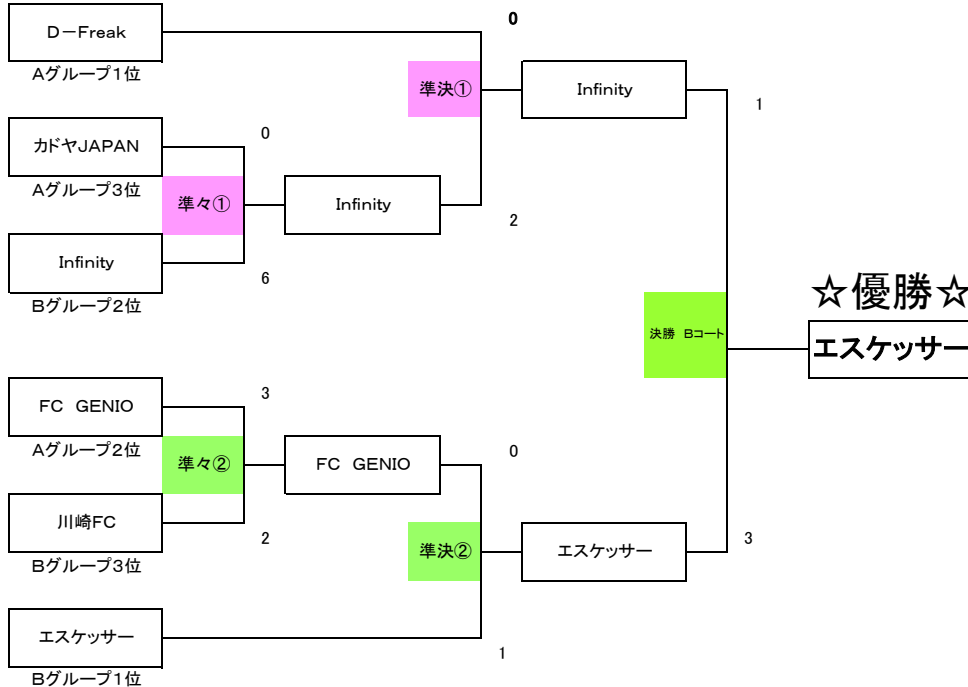 D－Freak
Aグループ1位
0
準決①
Infinity
1
カドヤJAPAN
Aグループ3位
0
準々①
Infinity
2
Infinity
Bグループ2位
6
☆優勝☆
決勝　Bコート
エスケッサー
FC　GENIO
Aグループ2位
3
準々②
FC　GENIO
0
川崎FC
Bグループ3位
2
準決②
エスケッサー
3
エスケッサー
Bグループ1位
1